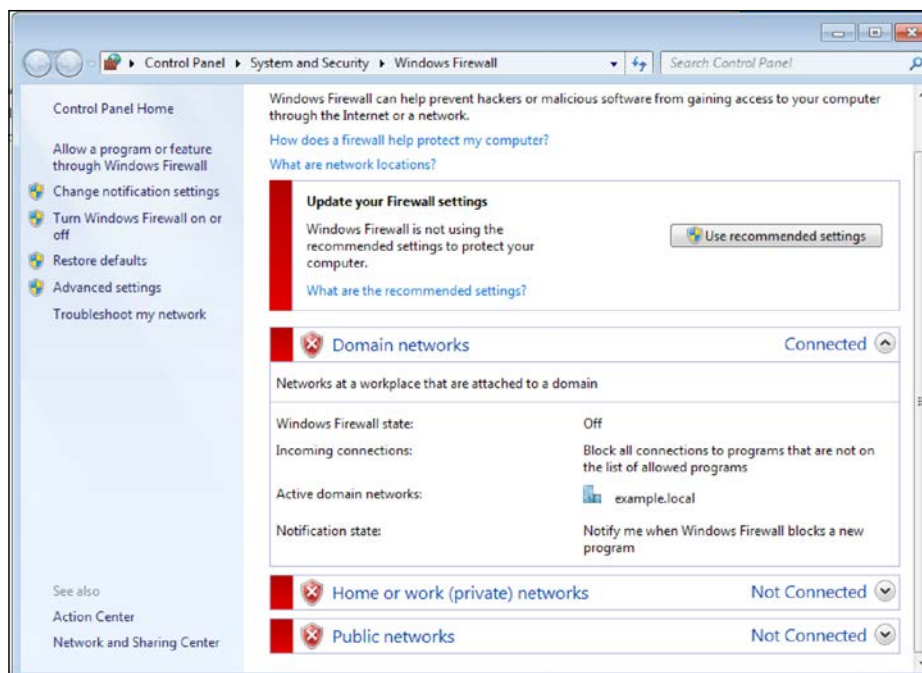 Control Panel ▸ System and Security ▸ Windows Firewall
Search Control Panel
Control Panel Home
Allow a program or feature
through Windows Firewall
Change notification settings
Turn Windows Firewall on or
off
Restore defaults
Advanced settings
Troubleshoot my network
See also
Action Center
Network and Sharing Center
Windows Firewall can help prevent hackers or malicious software from gaining access to your computer
through the Internet or a network.
How does a firewall help protect my computer?
What are network locations?
Update your Firewall settings
Windows Firewall is not using the
recommended settings to protect your
computer.
Use recommended settings
What are the recommended settings?
Domain networks Connected
Networks at a workplace that are attached to a domain
Windows Firewall state: Off
Incoming connections: Block all connections to programs that are not on
the list of allowed programs
Active domain networks: example.local
Notification state: Notify me when Windows Firewall blocks a new
program
Home or work (private) networks Not Connected
Public networks Not Connected